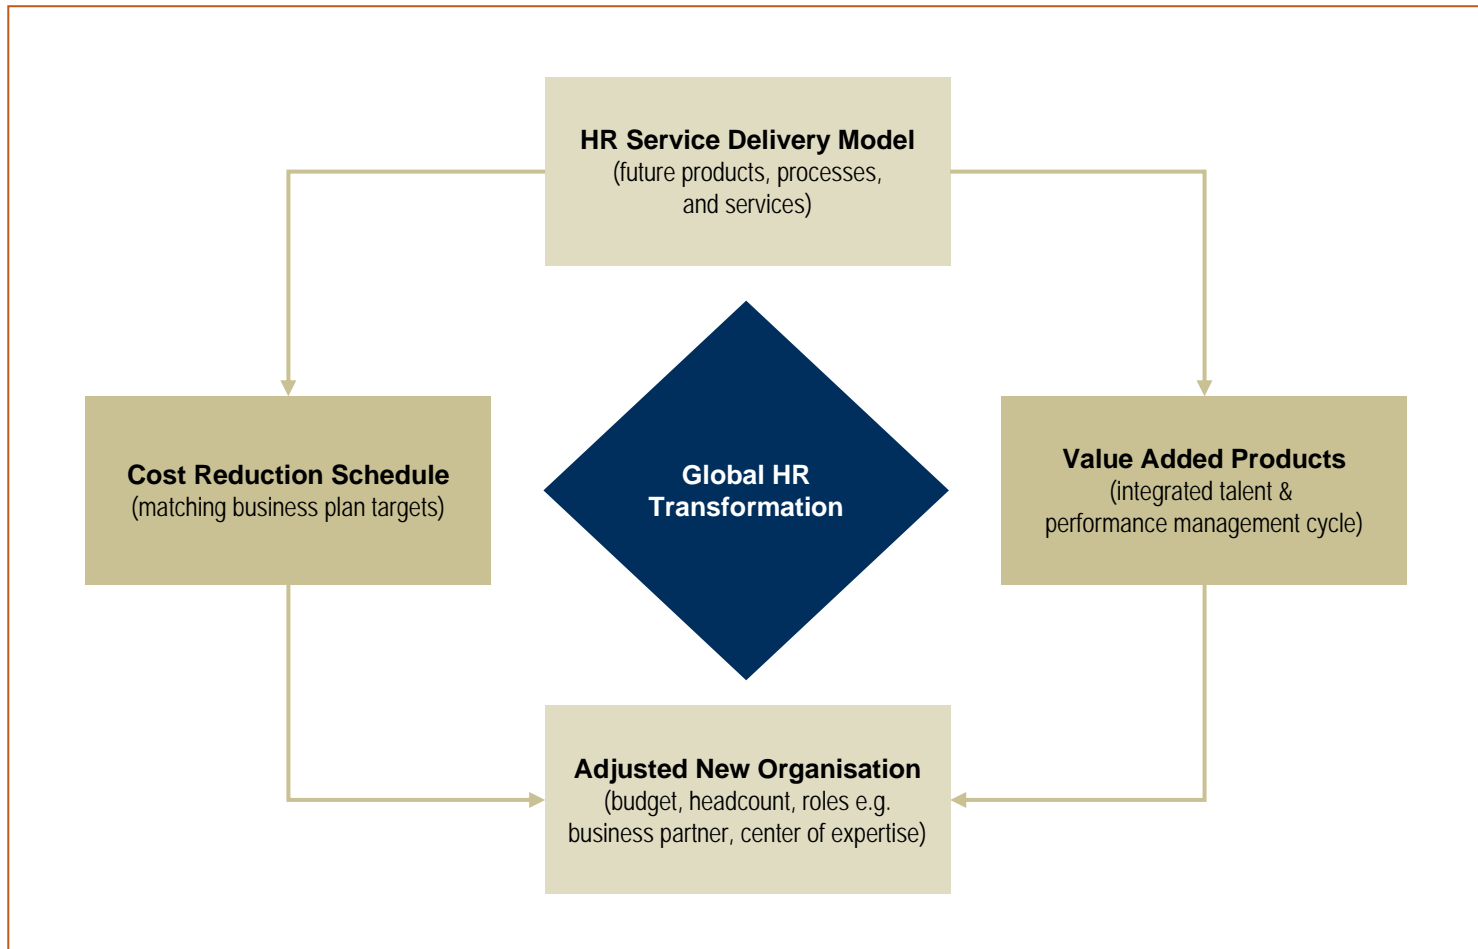 HR Service Delivery Model
(future products, processes,
and services)
Cost Reduction Schedule
(matching business plan targets)
Global HR
Transformation
Value Added Products
(integrated talent &
performance management cycle)
Adjusted New Organisation
(budget, headcount, roles e.g.
business partner, center of expertise)